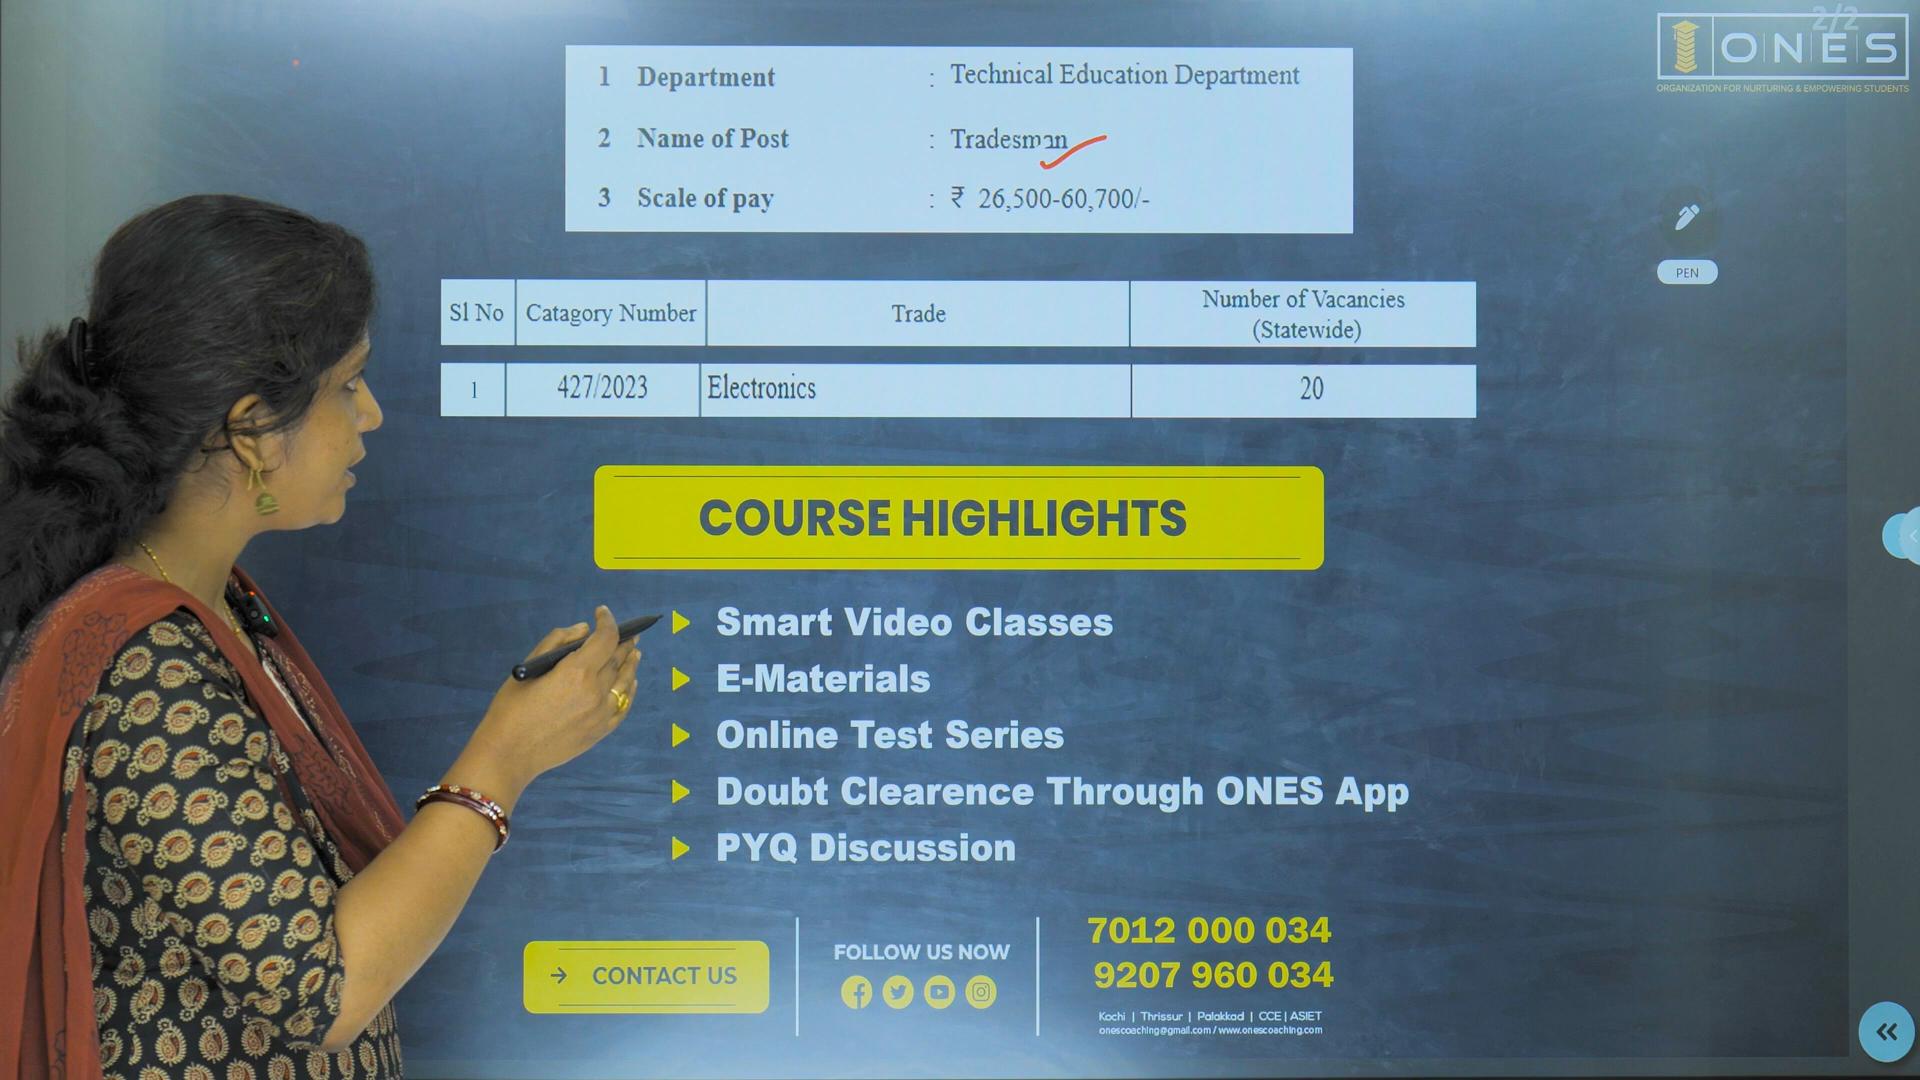 2/2
ONES
ORGANIZATION FOR NURTURING & EMPOWERING STUDENTS
1 Department : Technical Education Department
2 Name of Post : Tradesman
3 Scale of pay : ₹ 26,500-60,700/-
PEN
Sl No Catagory Number Trade Number of Vacancies
(Statewide)
1 427/2023 Electronics 20
COURSE HIGHLIGHTS
Smart Video Classes
E-Materials
Online Test Series
Doubt Clearence Through ONES App
PYQ Discussion
→ CONTACT US
FOLLOW US NOW
7012 000 034
9207 960 034
Kochi | Thrissur | Palakkad | CCE | ASIET
onescoaching@gmail.com / www.onescoaching.com